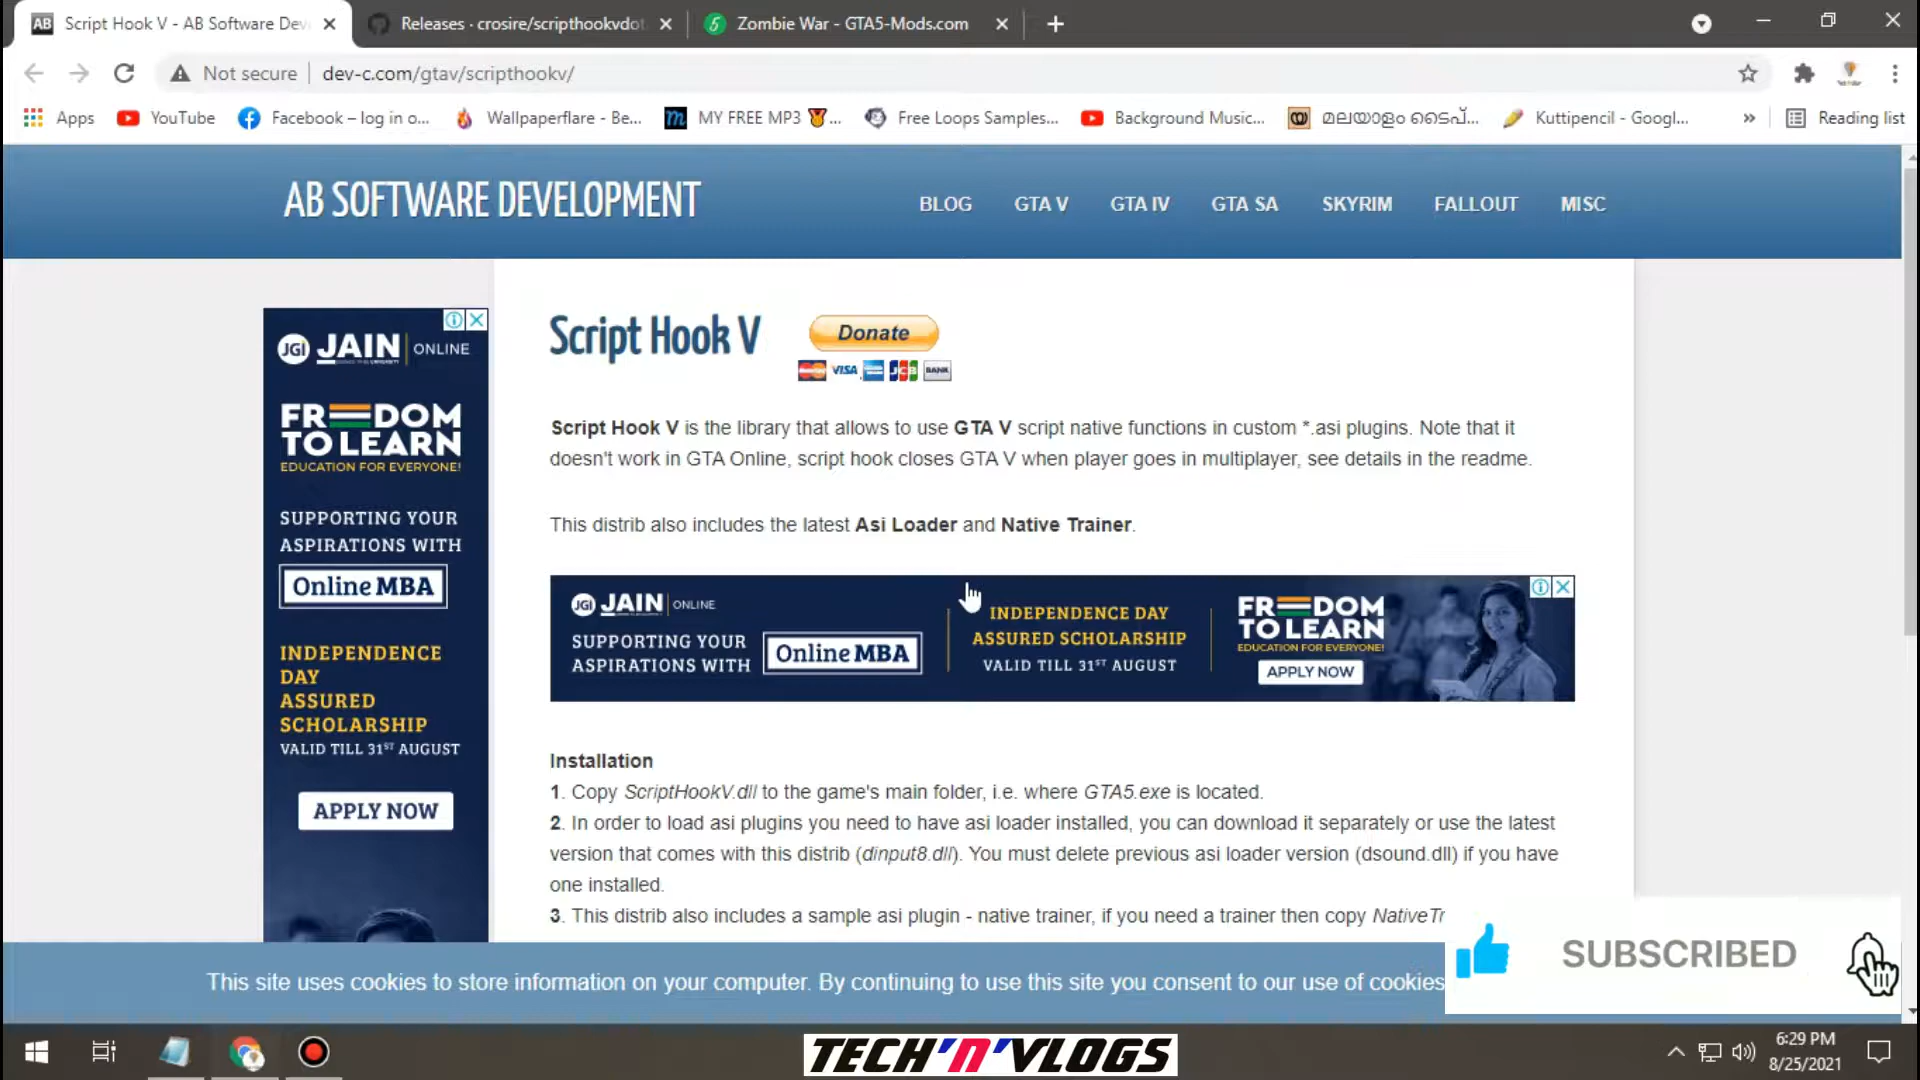 AB Script Hook V - AB Software Dev
Releases · crosire/scripthookvdot
5 Zombie War - GTA5-Mods.com
Not secure dev-c.com/gtav/scripthookv/
Apps YouTube Facebook – log in o... Wallpaperflare - Be... m MY FREE MP3 ... Free Loops Samples... Background Music... മലയാളം ടൈപ്... Kuttipencil - Googl... » Reading list
AB SOFTWARE DEVELOPMENT
BLOG GTA V GTA IV GTA SA SKYRIM FALLOUT MISC
JGI JAIN ONLINE
FREEDOM
TO LEARN
EDUCATION FOR EVERYONE!
SUPPORTING YOUR
ASPIRATIONS WITH
Online MBA
INDEPENDENCE
DAY
ASSURED
SCHOLARSHIP
VALID TILL 31ST AUGUST
APPLY NOW
Script Hook V
Donate
VISA JCB BANK
Script Hook V is the library that allows to use GTA V script native functions in custom *.asi plugins. Note that it
doesn't work in GTA Online, script hook closes GTA V when player goes in multiplayer, see details in the readme.
This distrib also includes the latest Asi Loader and Native Trainer.
JGI JAIN ONLINE
SUPPORTING YOUR
ASPIRATIONS WITH
Online MBA
INDEPENDENCE DAY
ASSURED SCHOLARSHIP
VALID TILL 31ST AUGUST
FREEDOM
TO LEARN
EDUCATION FOR EVERYONE!
APPLY NOW
Installation
1. Copy ScriptHookV.dll to the game's main folder, i.e. where GTA5.exe is located.
2. In order to load asi plugins you need to have asi loader installed, you can download it separately or use the latest
version that comes with this distrib (dinput8.dll). You must delete previous asi loader version (dsound.dll) if you have
one installed.
3. This distrib also includes a sample asi plugin - native trainer, if you need a trainer then copy NativeTr
This site uses cookies to store information on your computer. By continuing to use this site you consent to our use of cookies
SUBSCRIBED
TECH'N'VLOGS
6:29 PM
8/25/2021